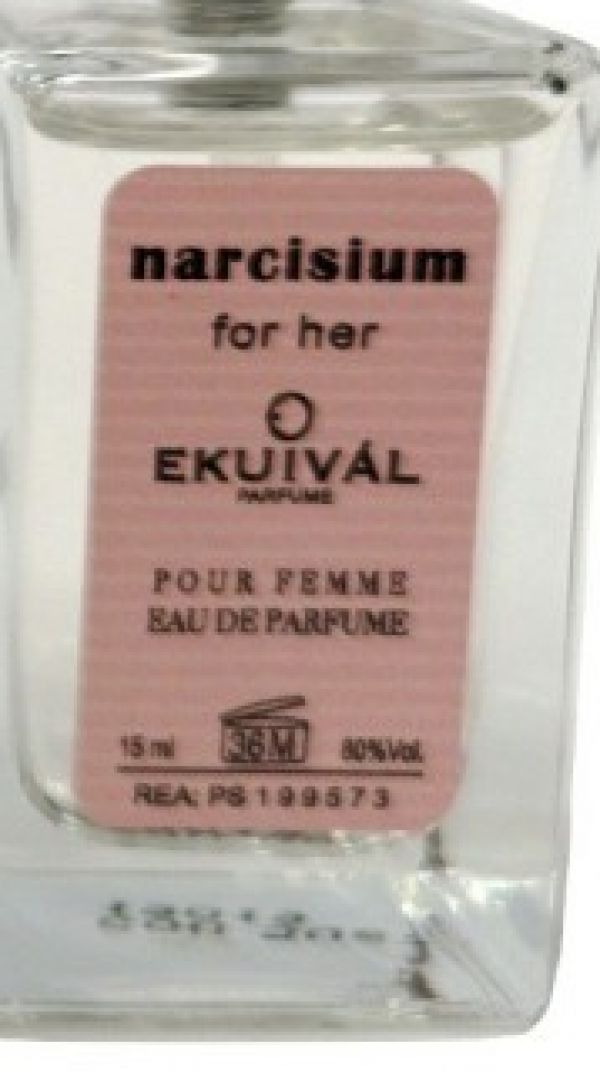 narcisium
for her
EKUIVÁL
PARFUME
POUR FEMME
EAU DE PARFUME
15 ml 36M 80%Vol.
REA: PS 199573